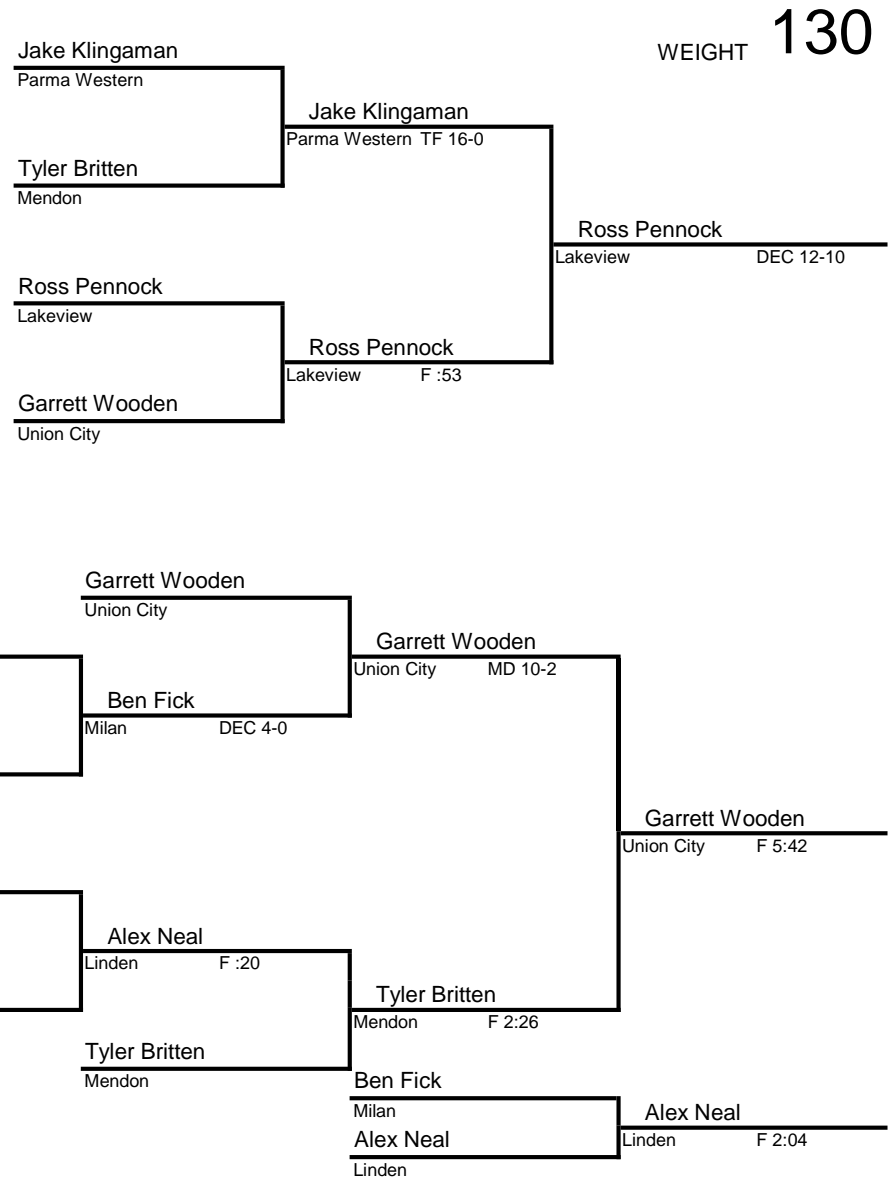 WEIGHT 130
Jake Klingaman
Parma Western
Jake Klingaman
Parma Western TF 16-0
Tyler Britten
Mendon
Ross Pennock
Lakeview DEC 12-10
Ross Pennock
Lakeview
Ross Pennock
Lakeview F :53
Garrett Wooden
Union City
Garrett Wooden
Union City
Garrett Wooden
Union City MD 10-2
Ben Fick
Milan DEC 4-0
Garrett Wooden
Union City F 5:42
Alex Neal
Linden F :20
Tyler Britten
Mendon F 2:26
Tyler Britten
Mendon
Ben Fick
Milan
Alex Neal
Linden F 2:04
Alex Neal
Linden